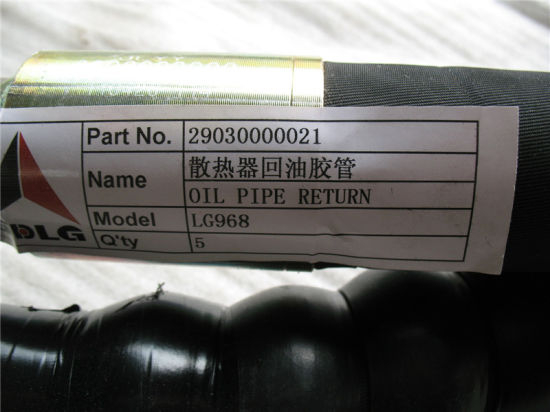 Part No. 29030000021
Name 散热器回油胶管
OIL PIPE RETURN
Model LG968
Q'ty 5
DLG